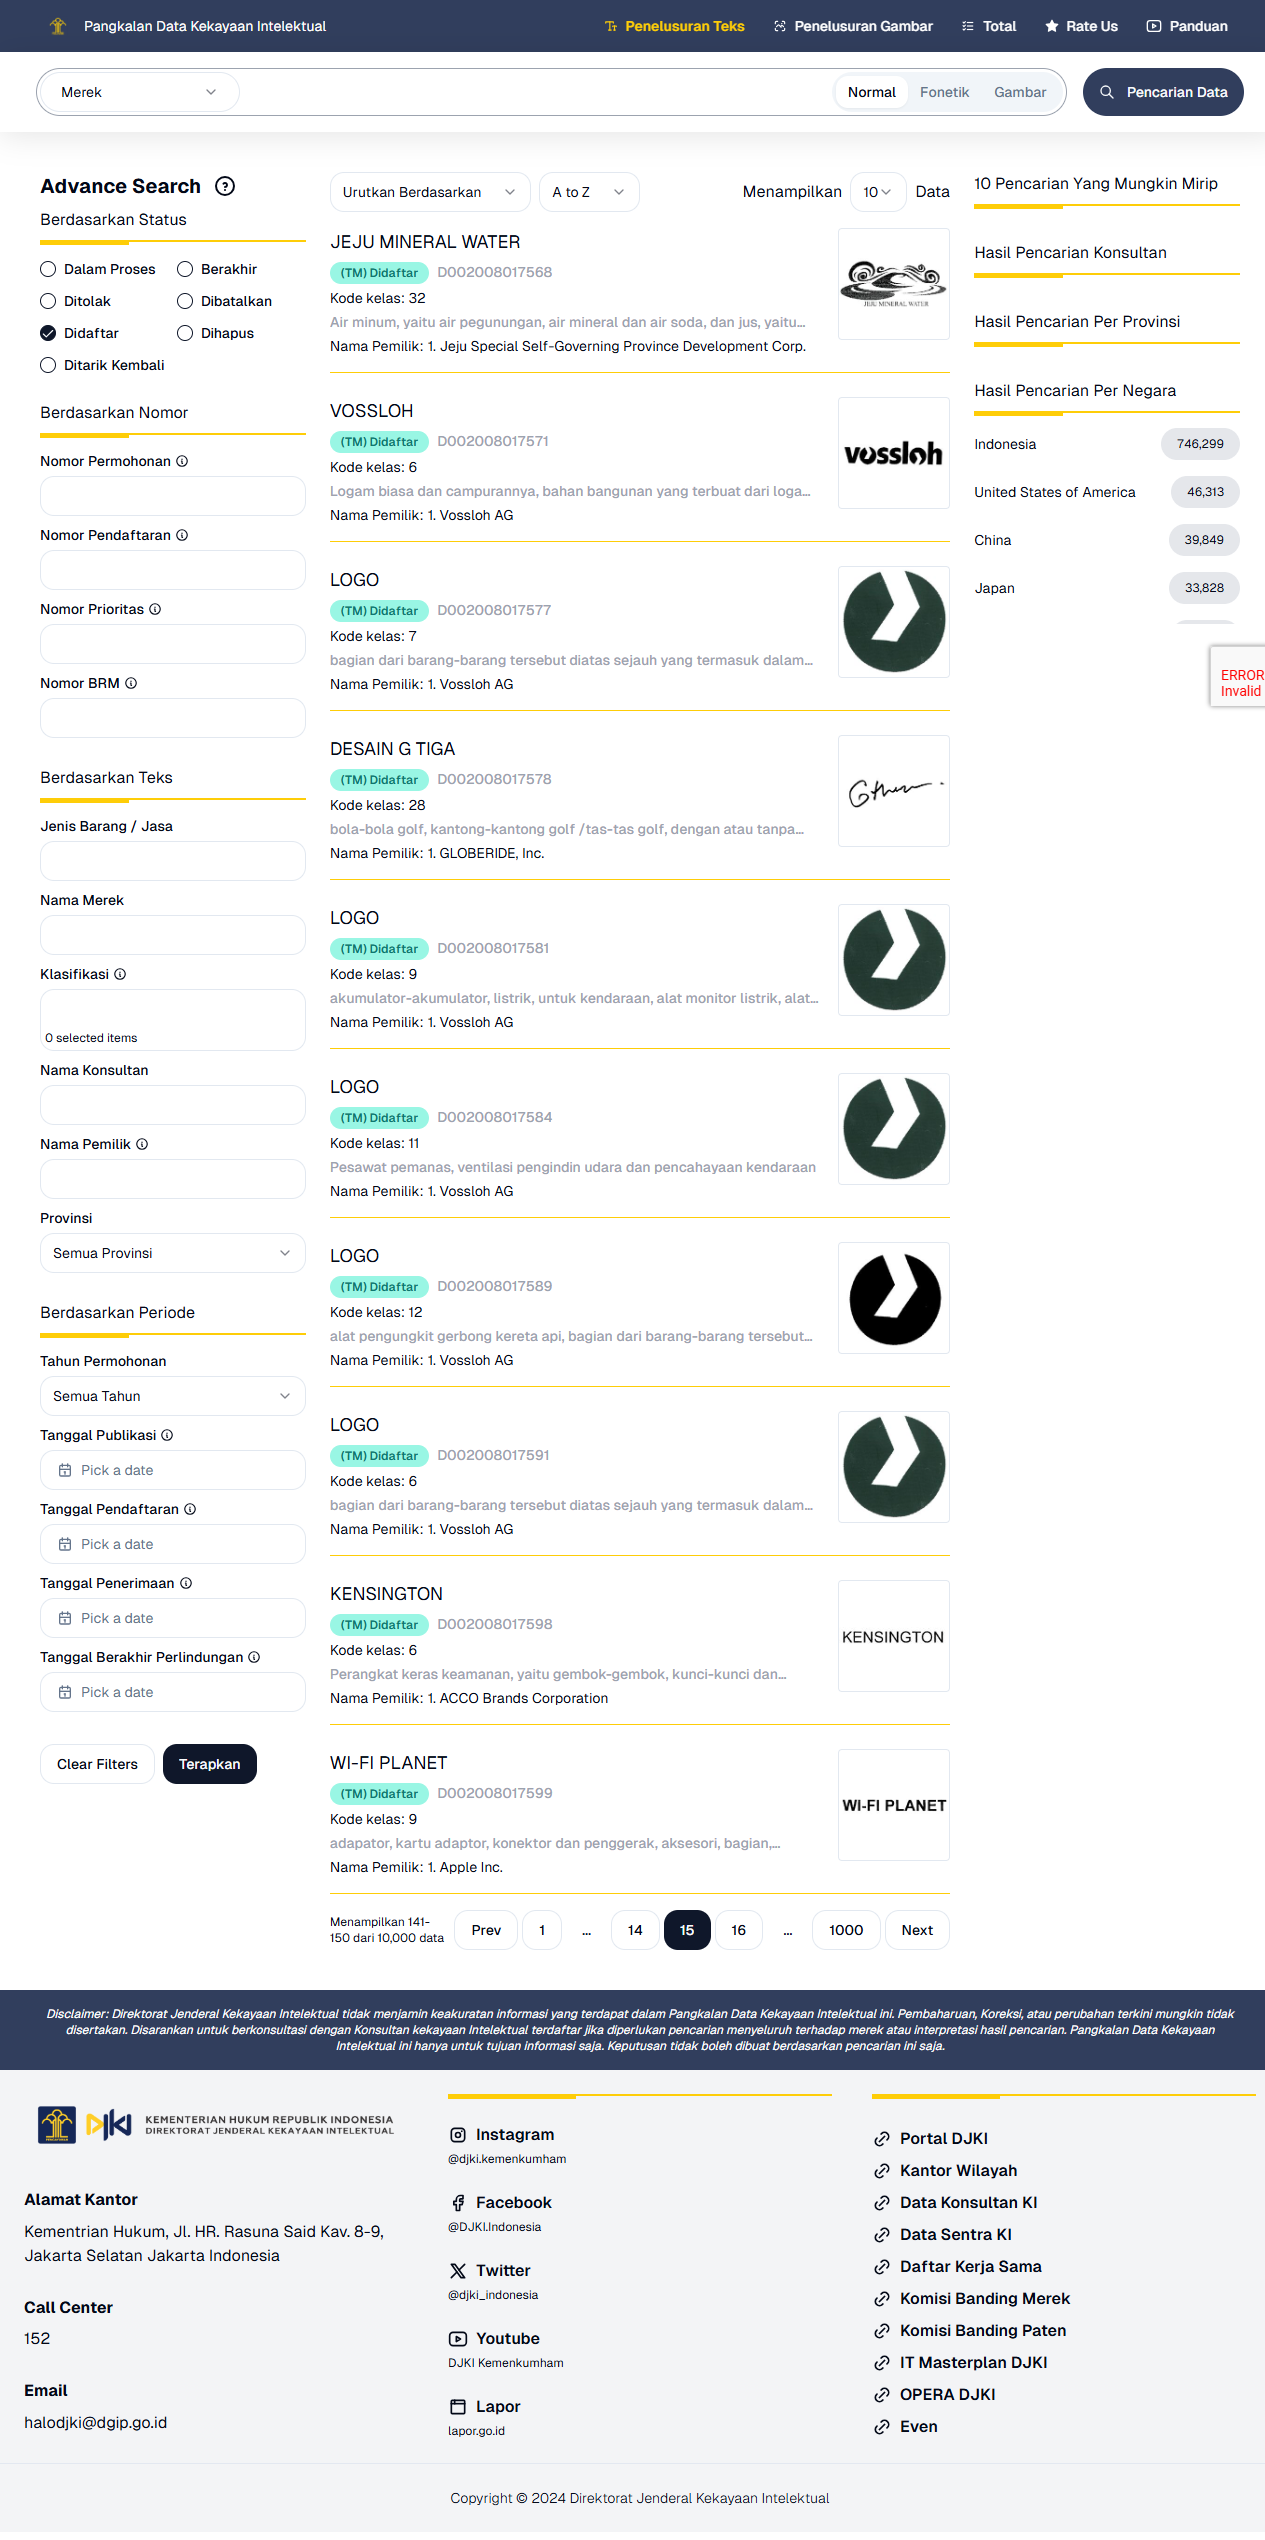 Pangkalan Data Kekayaan Intelektual
Penelusuran Teks
Penelusuran Gambar
Total
Rate Us
Panduan
Merek
Normal
Fonetik
Gambar
Pencarian Data
Advance Search
Berdasarkan Status
Dalam Proses
Berakhir
Ditolak
Dibatalkan
Didaftar
Dihapus
Ditarik Kembali
Berdasarkan Nomor
Nomor Permohonan
Nomor Pendaftaran
Nomor Prioritas
Nomor BRM
Berdasarkan Teks
Jenis Barang / Jasa
Nama Merek
Klasifikasi
0 selected items
Nama Konsultan
Nama Pemilik
Provinsi
Semua Provinsi
Berdasarkan Periode
Tahun Permohonan
Semua Tahun
Tanggal Publikasi
Pick a date
Tanggal Pendaftaran
Pick a date
Tanggal Penerimaan
Pick a date
Tanggal Berakhir Perlindungan
Pick a date
Clear Filters
Terapkan
Urutkan Berdasarkan
A to Z
Menampilkan 10 Data
JEJU MINERAL WATER
(TM) Didaftar D002008017568
Kode kelas: 32
Air minum, yaitu air pegunungan, air mineral dan air soda, dan jus, yaitu...
Nama Pemilik: 1. Jeju Special Self-Governing Province Development Corp.
JEJU MINERAL WATER
VOSSLOH
(TM) Didaftar D002008017571
Kode kelas: 6
Logam biasa dan campurannya, bahan bangunan yang terbuat dari loga...
Nama Pemilik: 1. Vossloh AG
vossloh
LOGO
(TM) Didaftar D002008017577
Kode kelas: 7
bagian dari barang-barang tersebut diatas sejauh yang termasuk dalam...
Nama Pemilik: 1. Vossloh AG
DESAIN G TIGA
(TM) Didaftar D002008017578
Kode kelas: 28
bola-bola golf, kantong-kantong golf /tas-tas golf, dengan atau tanpa...
Nama Pemilik: 1. GLOBERIDE, Inc.
LOGO
(TM) Didaftar D002008017581
Kode kelas: 9
akumulator-akumulator, listrik, untuk kendaraan, alat monitor listrik, alat...
Nama Pemilik: 1. Vossloh AG
LOGO
(TM) Didaftar D002008017584
Kode kelas: 11
Pesawat pemanas, ventilasi pengindin udara dan pencahayaan kendaraan
Nama Pemilik: 1. Vossloh AG
LOGO
(TM) Didaftar D002008017589
Kode kelas: 12
alat pengungkit gerbong kereta api, bagian dari barang-barang tersebut...
Nama Pemilik: 1. Vossloh AG
LOGO
(TM) Didaftar D002008017591
Kode kelas: 6
bagian dari barang-barang tersebut diatas sejauh yang termasuk dalam...
Nama Pemilik: 1. Vossloh AG
KENSINGTON
(TM) Didaftar D002008017598
Kode kelas: 6
Perangkat keras keamanan, yaitu gembok-gembok, kunci-kunci dan...
Nama Pemilik: 1. ACCO Brands Corporation
KENSINGTON
WI-FI PLANET
(TM) Didaftar D002008017599
Kode kelas: 9
adapator, kartu adaptor, konektor dan penggerak, aksesori, bagian,...
Nama Pemilik: 1. Apple Inc.
WI-FI PLANET
Menampilkan 141-
150 dari 10,000 data
Prev 1 ... 14 15 16 ... 1000 Next
10 Pencarian Yang Mungkin Mirip
Hasil Pencarian Konsultan
Hasil Pencarian Per Provinsi
Hasil Pencarian Per Negara
Indonesia 746,299
United States of America 46,313
China 39,849
Japan 33,828
ERROR
Invalid
Disclaimer: Direktorat Jenderal Kekayaan Intelektual tidak menjamin keakuratan informasi yang terdapat dalam Pangkalan Data Kekayaan Intelektual ini. Pembaharuan, Koreksi, atau perubahan terkini mungkin tidak
disertakan. Disarankan untuk berkonsultasi dengan Konsultan kekayaan Intelektual terdaftar jika diperlukan pencarian menyeluruh terhadap merek atau interpretasi hasil pencarian. Pangkalan Data Kekayaan
Intelektual ini hanya untuk tujuan informasi saja. Keputusan tidak boleh dibuat berdasarkan pencarian ini saja.
DJKI
KEMENTERIAN HUKUM REPUBLIK INDONESIA
DIREKTORAT JENDERAL KEKAYAAN INTELEKTUAL
Alamat Kantor
Kementrian Hukum, Jl. HR. Rasuna Said Kav. 8-9,
Jakarta Selatan Jakarta Indonesia
Call Center
152
Email
halodjki@dgip.go.id
Instagram
@djki.kemenkumham
Facebook
@DJKI.Indonesia
Twitter
@djki_indonesia
Youtube
DJKI Kemenkumham
Lapor
lapor.go.id
Portal DJKI
Kantor Wilayah
Data Konsultan KI
Data Sentra KI
Daftar Kerja Sama
Komisi Banding Merek
Komisi Banding Paten
IT Masterplan DJKI
OPERA DJKI
Even
Copyright © 2024 Direktorat Jenderal Kekayaan Intelektual